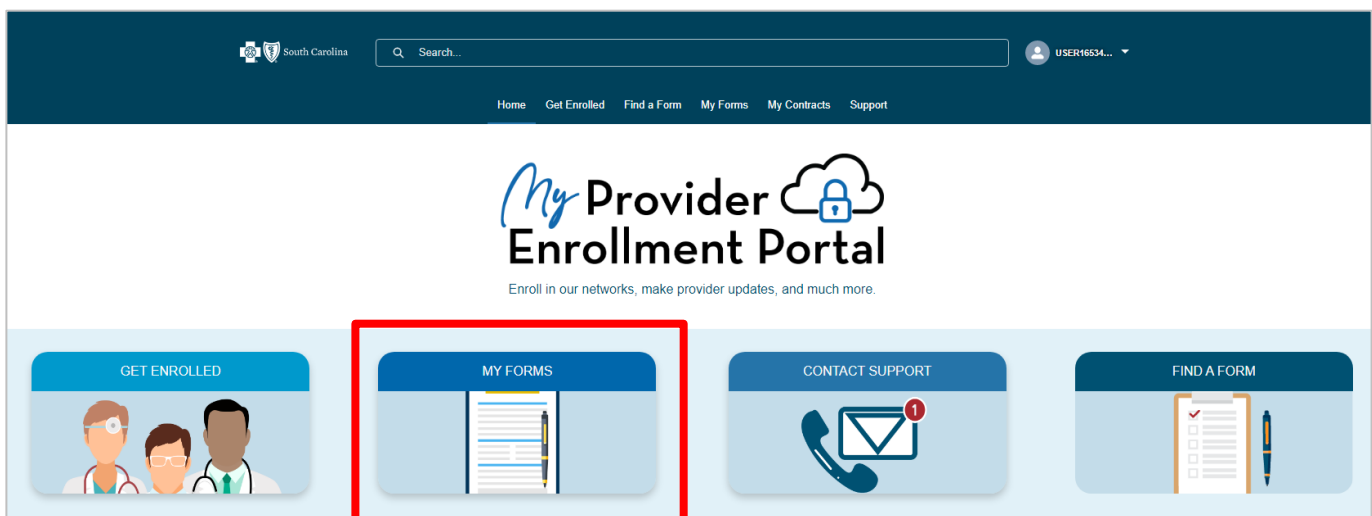 South Carolina
Search...
USER16534...
Home Get Enrolled Find a Form My Forms My Contracts Support
My Provider
Enrollment Portal
Enroll in our networks, make provider updates, and much more.
GET ENROLLED
MY FORMS
CONTACT SUPPORT
FIND A FORM
1